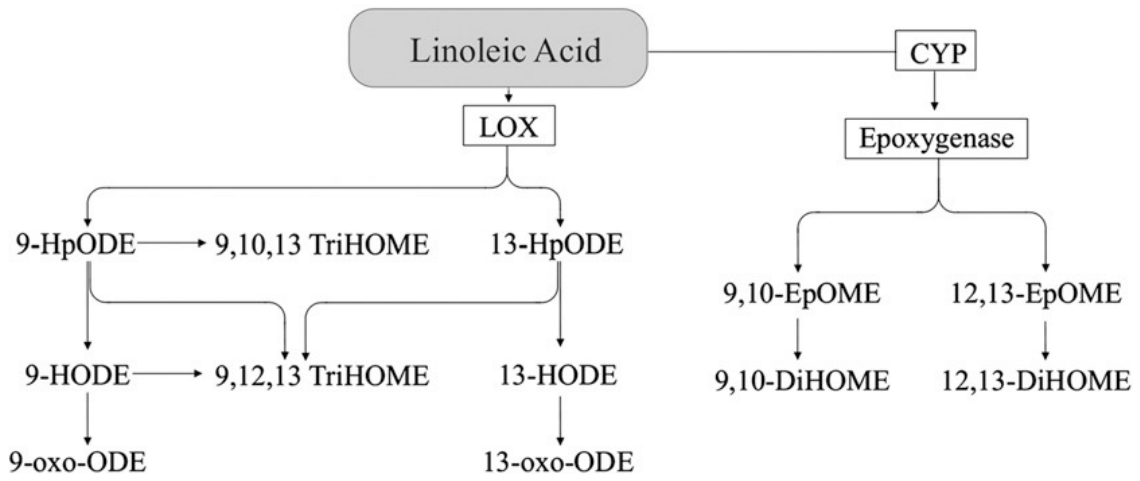 Linoleic Acid
CYP
LOX
Epoxygenase
9-HpODE
9,10,13 TriHOME
13-HpODE
9,10-EpOME
12,13-EpOME
9-HODE
9,12,13 TriHOME
13-HODE
9,10-DiHOME
12,13-DiHOME
9-oxo-ODE
13-oxo-ODE